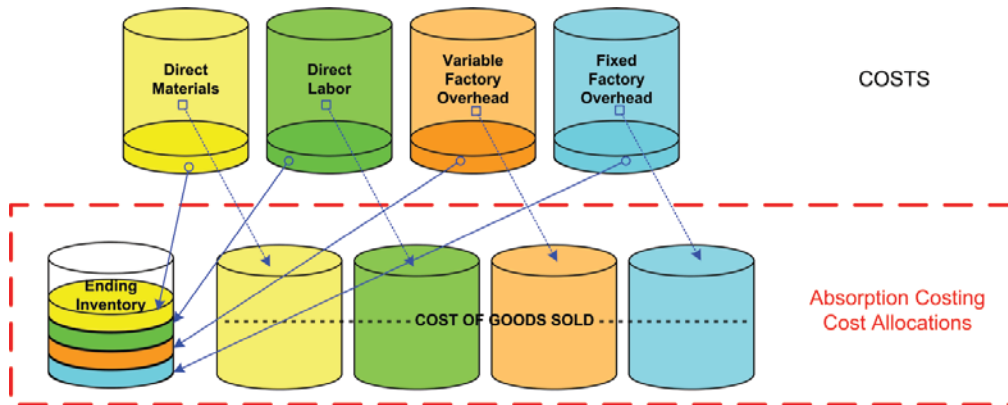 Direct
Materials
Direct
Labor
Variable
Factory
Overhead
Fixed
Factory
Overhead
COSTS
Ending
Inventory
COST OF GOODS SOLD
Absorption Costing
Cost Allocations